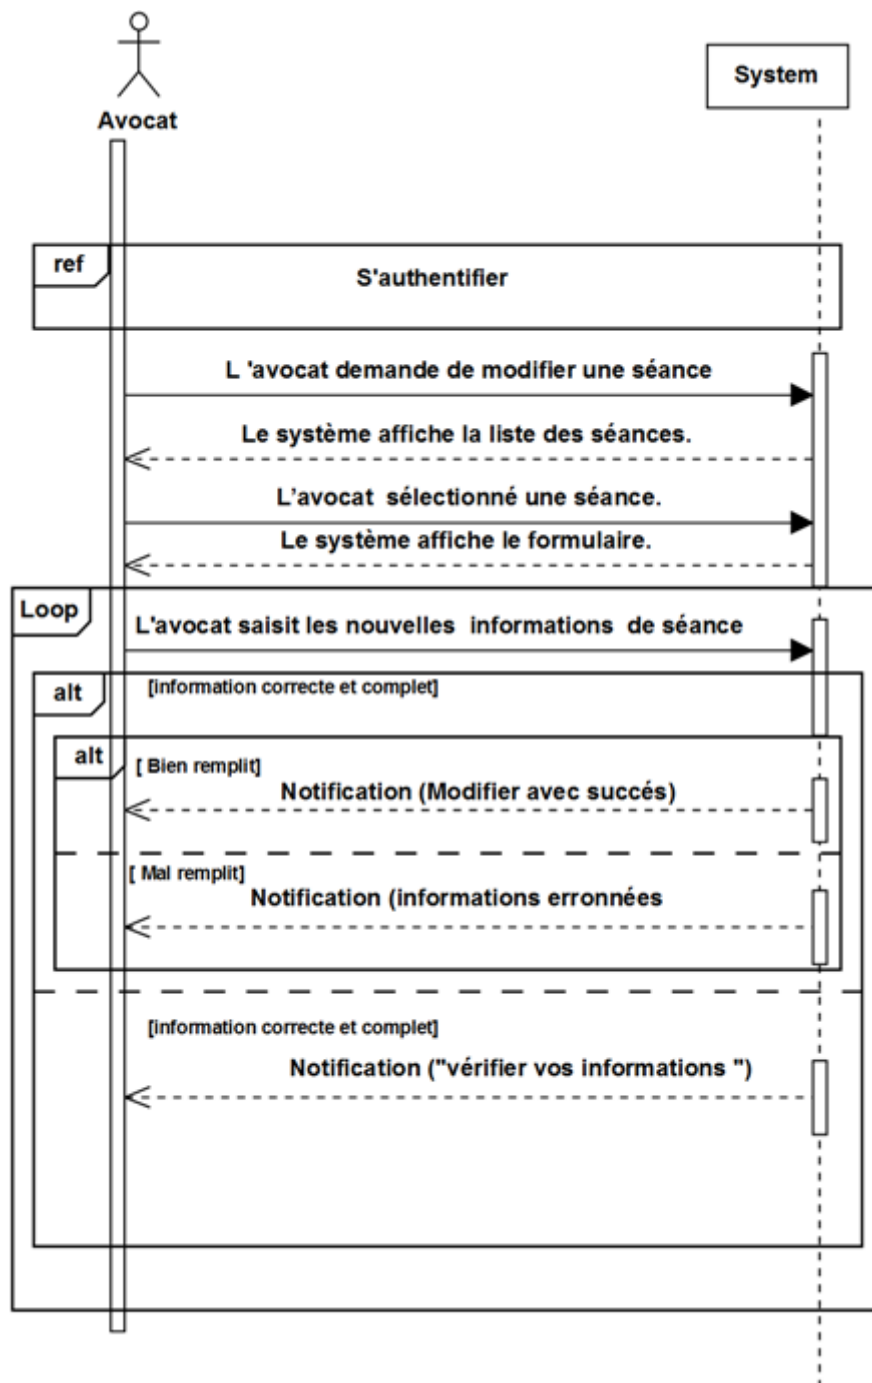 System
Avocat
ref
S'authentifier
L 'avocat demande de modifier une séance
Le système affiche la liste des séances.
L'avocat sélectionné une séance.
Le système affiche le formulaire.
Loop
L'avocat saisit les nouvelles informations de séance
alt
[information correcte et complet]
alt
[ Bien remplit]
Notification (Modifier avec succés)
[ Mal remplit]
Notification (informations erronnées
[information correcte et complet]
Notification ("vérifier vos informations ")